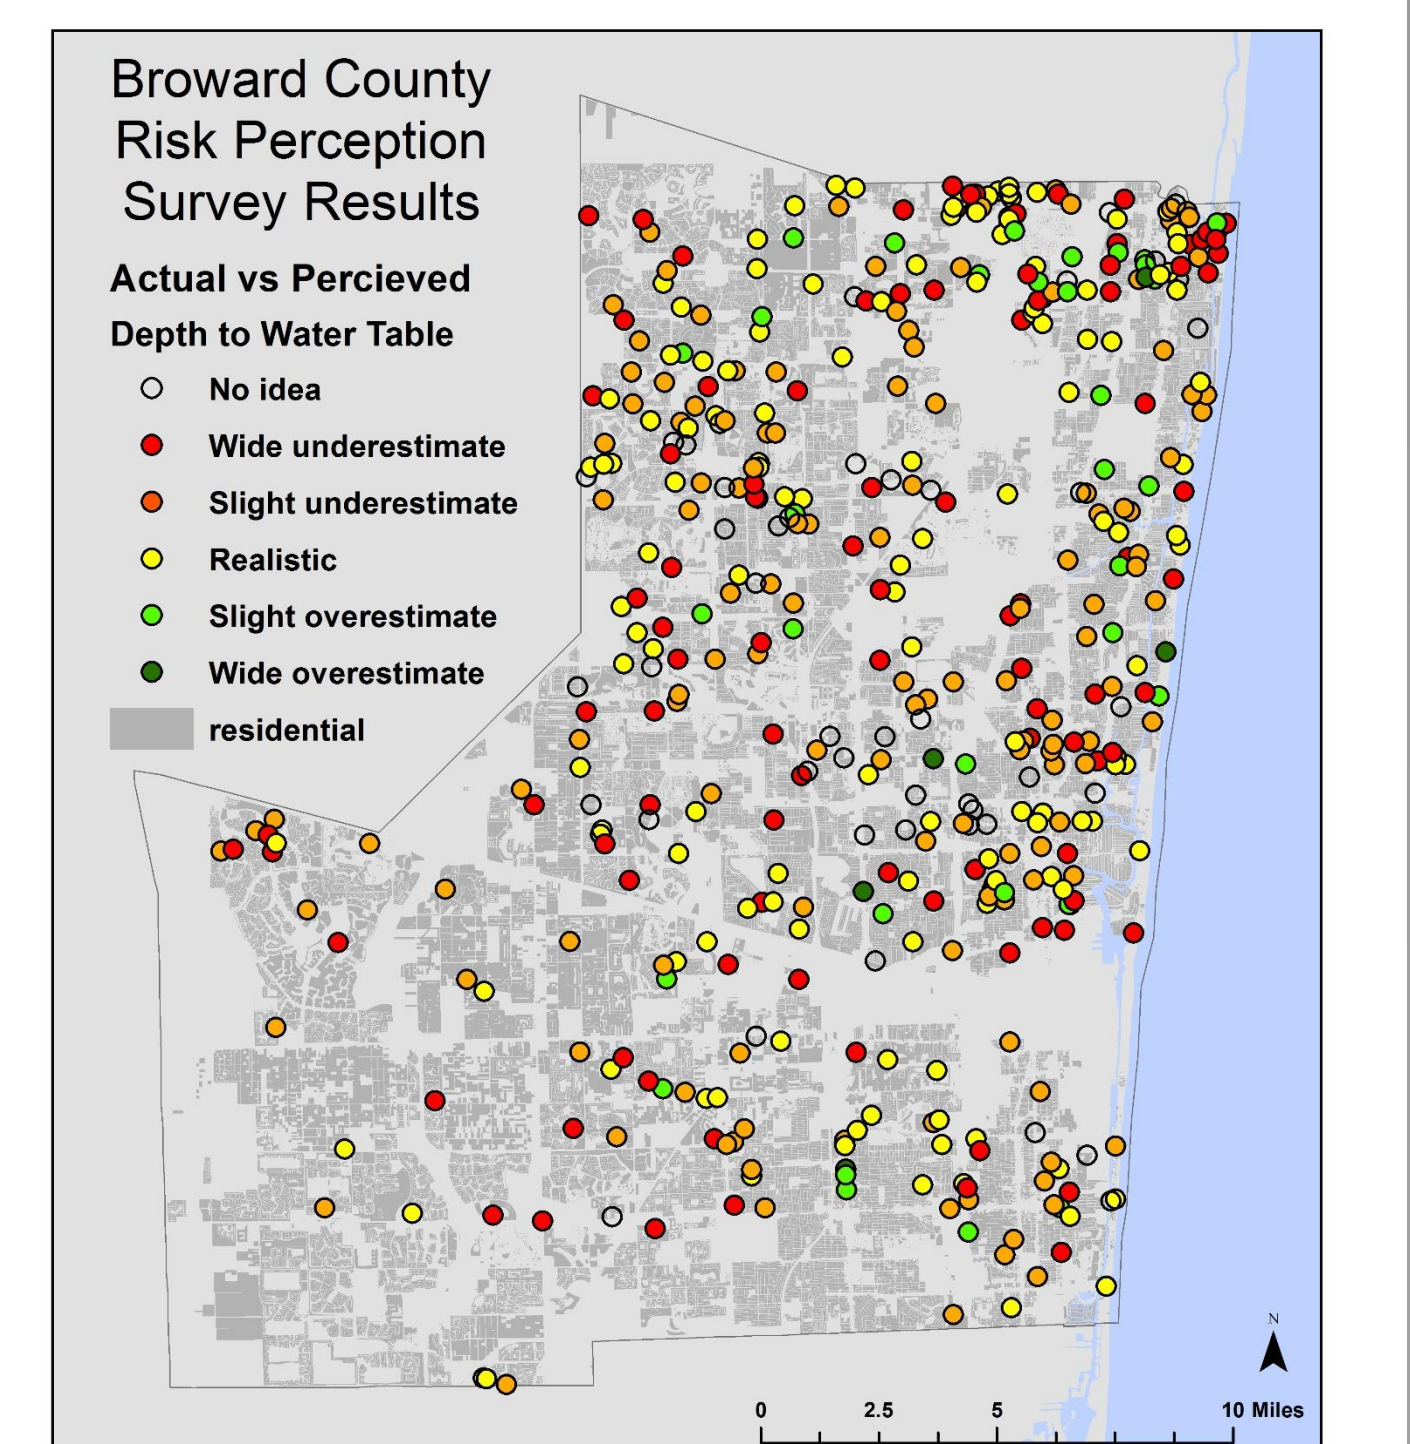 Broward County
Risk Perception
Survey Results
Actual vs Percieved
Depth to Water Table
No idea
Wide underestimate
Slight underestimate
Realistic
Slight overestimate
Wide overestimate
residential
N
0 2.5 5 10 Miles